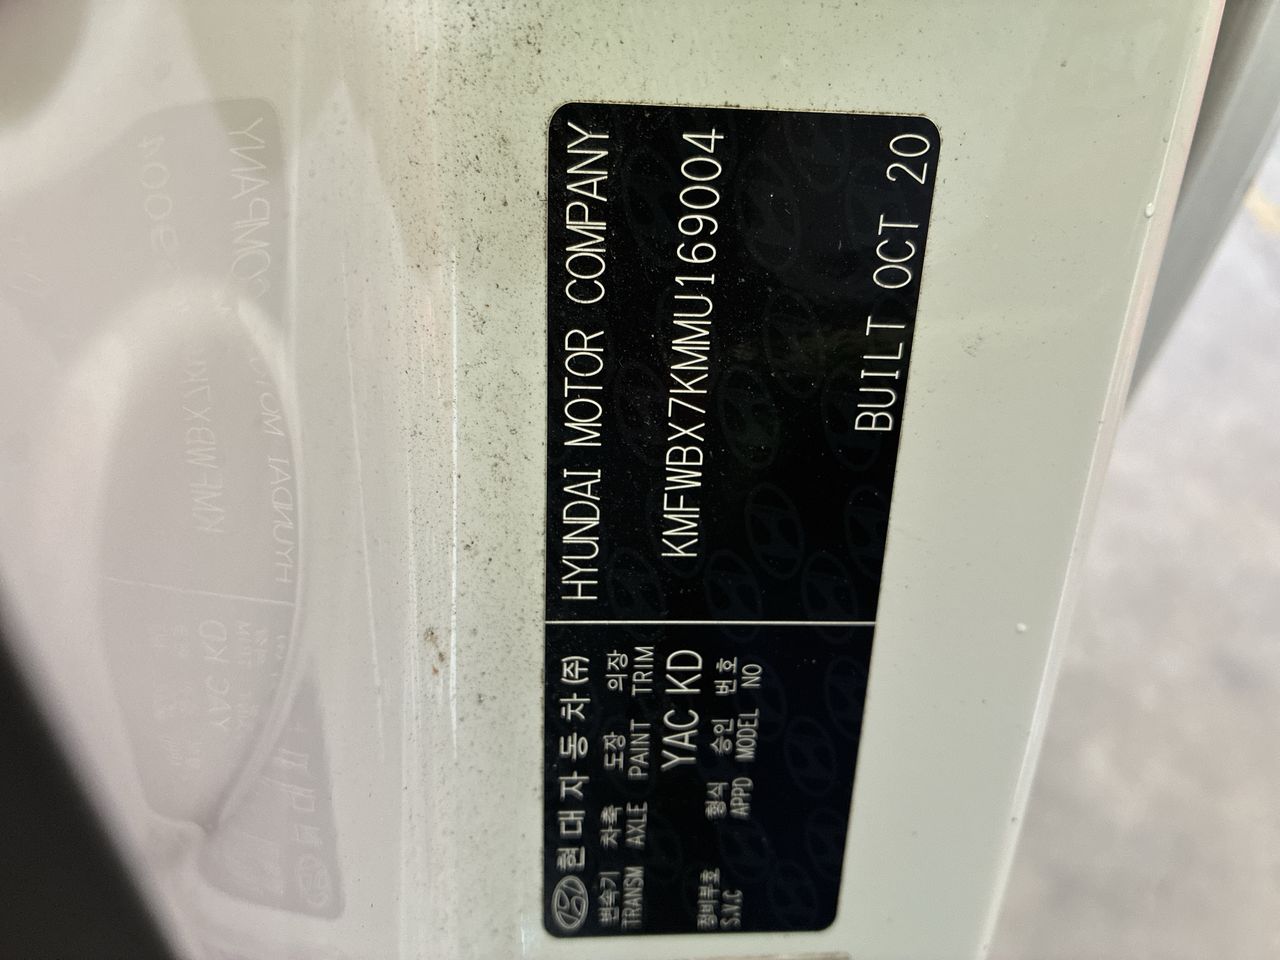 현대자동차(주)
HYUNDAI MOTOR COMPANY
변속기 차축 도장 의장
TRANSM AXLE PAINT TRIM
YAC KD
KMFWBX7KMMU169004
정비부호 형식 승인 번호
S.V.C APPD MODEL NO
BUILT OCT 20